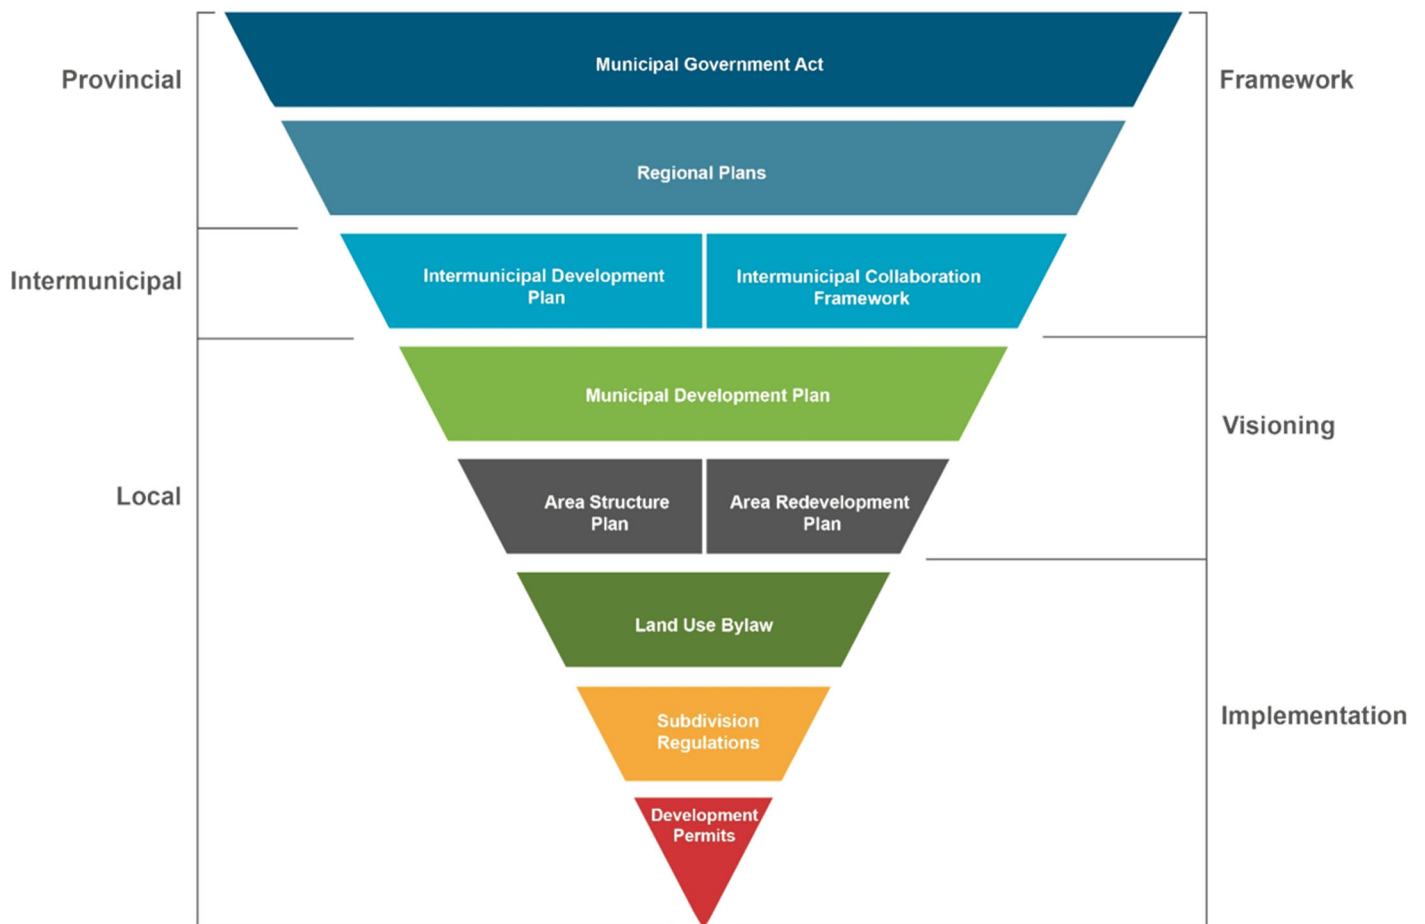 Municipal Government Act
Provincial
Framework
Regional Plans
Intermunicipal
Intermunicipal Development
Plan
Intermunicipal Collaboration
Framework
Municipal Development Plan
Visioning
Local
Area Structure
Plan
Area Redevelopment
Plan
Land Use Bylaw
Subdivision
Regulations
Implementation
Development
Permits